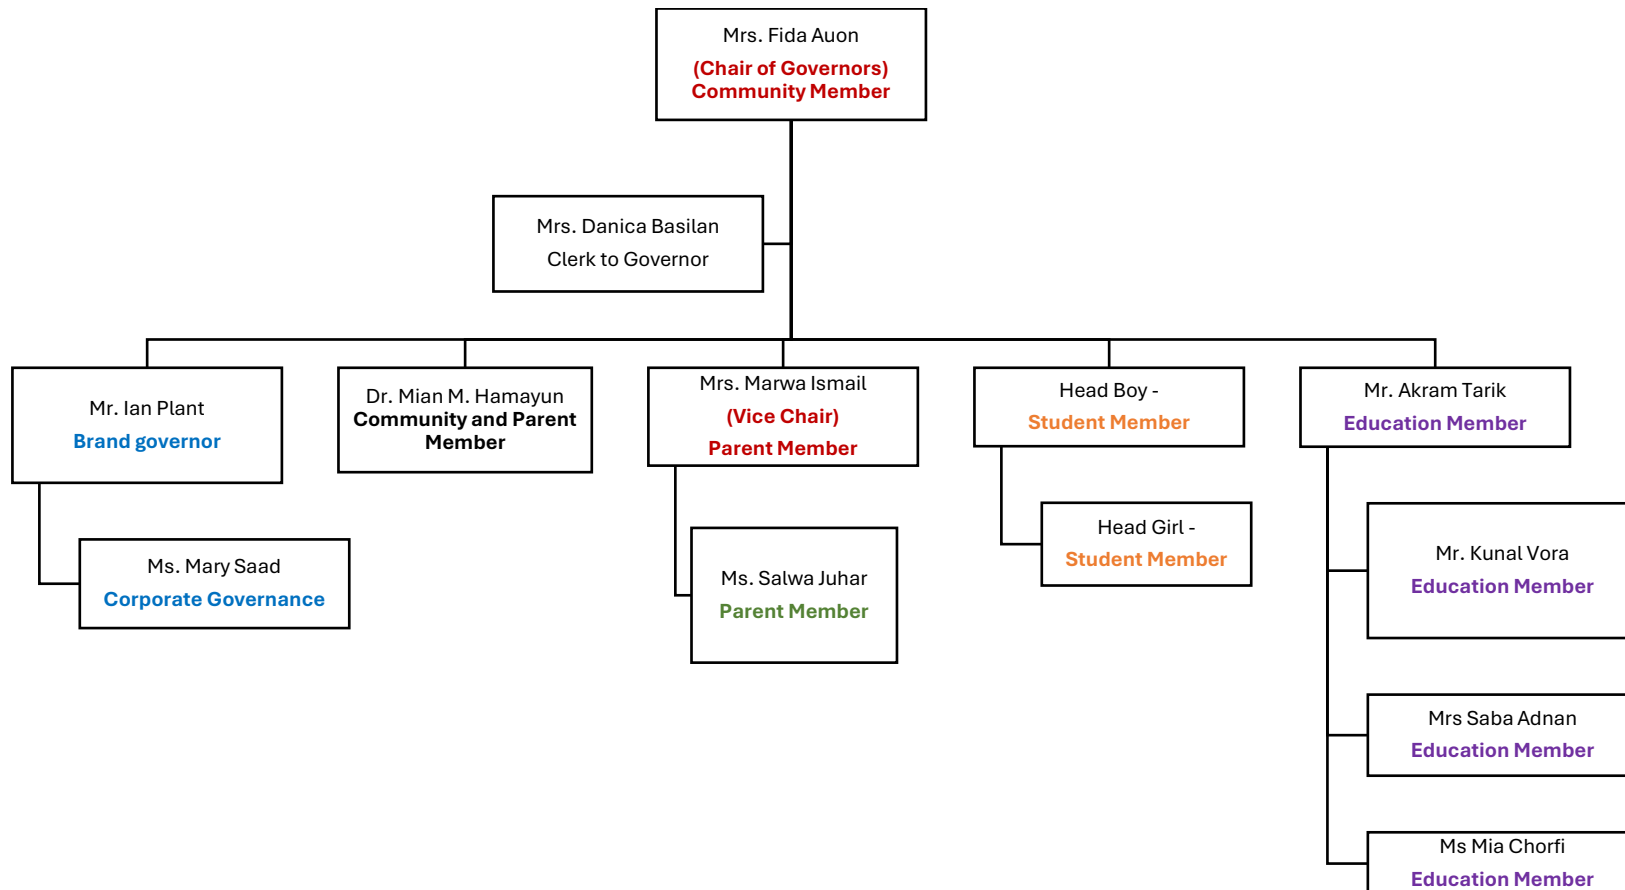 Mrs. Fida Auon
(Chair of Governors)
Community Member
Mrs. Danica Basilan
Clerk to Governor
Mr. Ian Plant
Brand governor
Dr. Mian M. Hamayun
Community and Parent
Member
Mrs. Marwa Ismail
(Vice Chair)
Parent Member
Head Boy -
Student Member
Mr. Akram Tarik
Education Member
Ms. Mary Saad
Corporate Governance
Ms. Salwa Juhar
Parent Member
Head Girl -
Student Member
Mr. Kunal Vora
Education Member
Mrs Saba Adnan
Education Member
Ms Mia Chorfi
Education Member